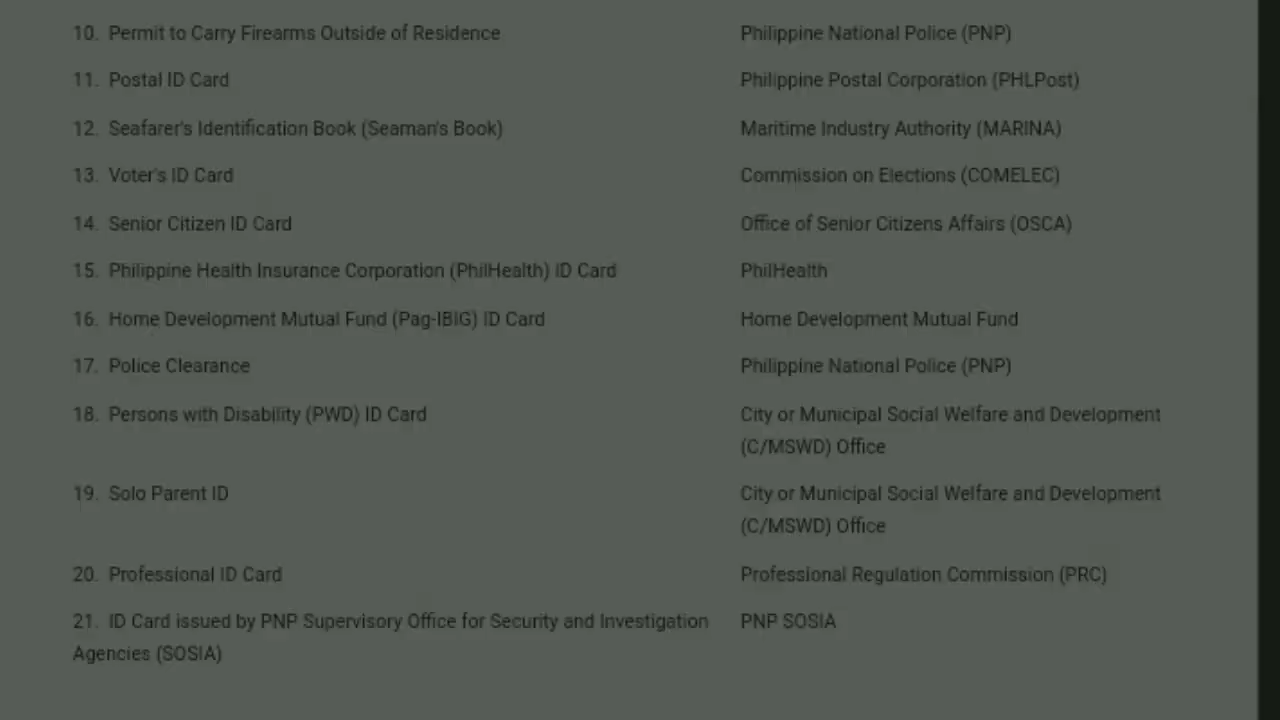 10. Permit to Carry Firearms Outside of Residence Philippine National Police (PNP)
11. Postal ID Card Philippine Postal Corporation (PHLPost)
12. Seafarer's Identification Book (Seaman's Book) Maritime Industry Authority (MARINA)
13. Voter's ID Card Commission on Elections (COMELEC)
14. Senior Citizen ID Card Office of Senior Citizens Affairs (OSCA)
15. Philippine Health Insurance Corporation (PhilHealth) ID Card PhilHealth
16. Home Development Mutual Fund (Pag-IBIG) ID Card Home Development Mutual Fund
17. Police Clearance Philippine National Police (PNP)
18. Persons with Disability (PWD) ID Card City or Municipal Social Welfare and Development
(C/MSWD) Office
19. Solo Parent ID City or Municipal Social Welfare and Development
(C/MSWD) Office
20. Professional ID Card Professional Regulation Commission (PRC)
21. ID Card issued by PNP Supervisory Office for Security and Investigation PNP SOSIA
Agencies (SOSIA)